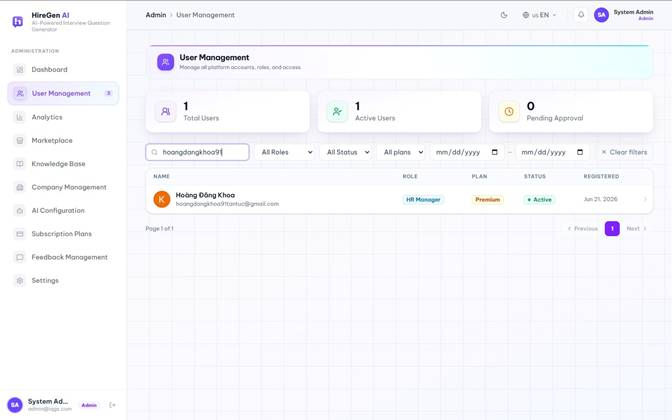 HireGen AI
AI-Powered Interview Question Generator
ADMINISTRATION
Dashboard
User Management 3
Analytics
Marketplace
Knowledge Base
Company Management
AI Configuration
Subscription Plans
Feedback Management
Settings
SA System Ad... Admin
admin@iqgs.com
Admin › User Management
us EN
SA System Admin
Admin
User Management
Manage all platform accounts, roles, and access.
1
Total Users
1
Active Users
0
Pending Approval
hoangdangkhoa91
All Roles
All Status
All plans
mm/dd/yyyy – mm/dd/yyyy
× Clear filters
NAME ROLE PLAN STATUS REGISTERED
K Hoàng Đăng Khoa HR Manager Premium Active Jun 21, 2026
hoangdangkhoa91tantuc@gmail.com
Page 1 of 1
‹ Previous 1 Next ›